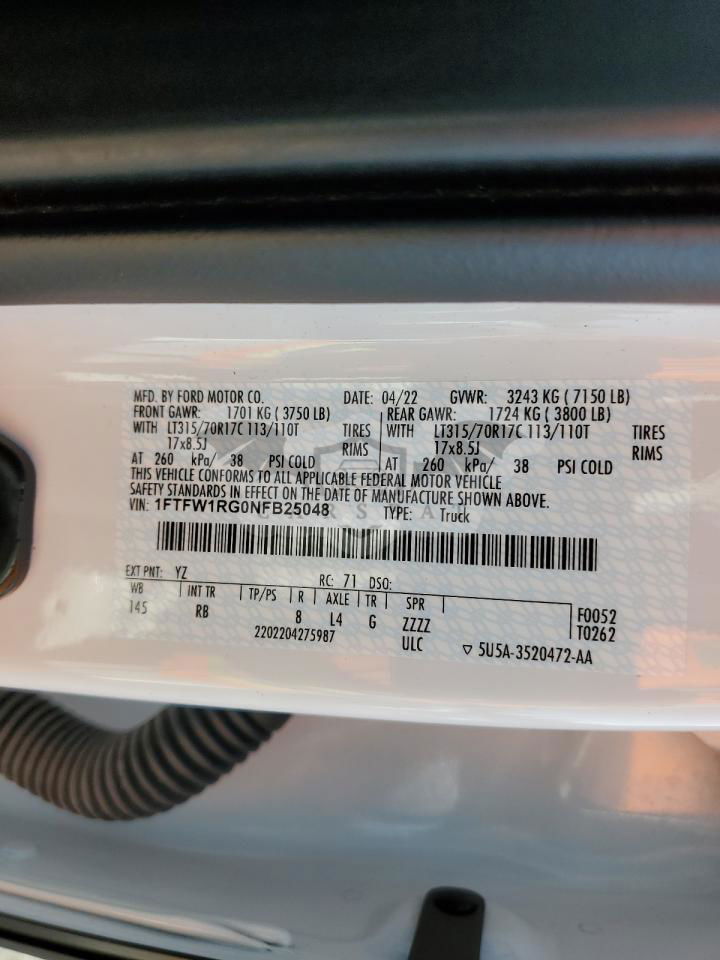 MFD. BY FORD MOTOR CO. DATE: 04/22 GVWR: 3243 KG ( 7150 LB)
FRONT GAWR: 1701 KG ( 3750 LB) REAR GAWR: 1724 KG ( 3800 LB)
WITH LT315/70R17C 113/110T TIRES WITH LT315/70R17C 113/110T TIRES
17x8.5J RIMS 17x8.5J RIMS
AT 260 kPa/ 38 PSI COLD AT 260 kPa/ 38 PSI COLD
THIS VEHICLE CONFORMS TO ALL APPLICABLE FEDERAL MOTOR VEHICLE
SAFETY STANDARDS IN EFFECT ON THE DATE OF MANUFACTURE SHOWN ABOVE.
VIN: 1FTFW1RG0NFB25048 TYPE: Truck
EXT PNT: YZ RC: 71 DSO:
WB INT TR TP/PS R AXLE TR SPR F0052
145 RB 8 L4 G ZZZZ T0262
2202204275987 ULC ▽ 5U5A-3520472-AA